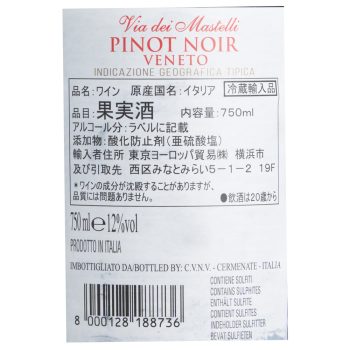 Via dei Mastelli
PINOT NOIR
VENETO
INDICAZIONE GEOGRAFICA TIPICA
品名:ワイン 原産国名:イタリア 冷蔵輸入品
品目:果実酒 内容量:750ml
アルコール分:ラベルに記載
添加物:酸化防止剤(亜硫酸塩)
輸入者住所 東京ヨーロッパ貿易㈱ 横浜市
及び引取先 西区みなとみらい5-1-2 19F
*ワインの成分が沈殿することがありますが、
品質には問題ありません。 ●飲酒は20歳から
750 ml e 12% vol
PRODOTTO IN ITALIA
IMBOTTIGLIATO DA/BOTTLED BY: C.V.N.V. - CERMENATE - ITALIA
CONTIENE SOLFITI
CONTAINS SULPHITES
ENTHÄLT SULFITE
CONTIENT SULFITES
INDEHOLDER SULFITTER
BEVAT SULFIETEN
8 000128 188736